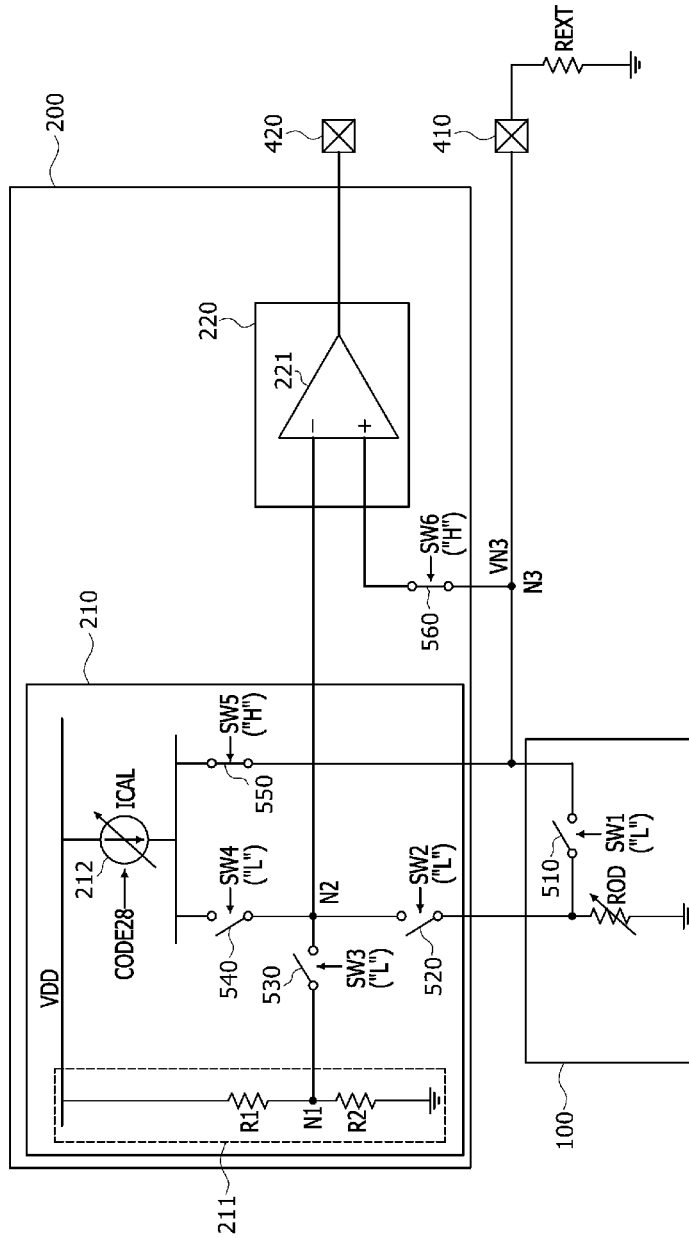 200
210
VDD
212
ICAL
CODE28
211
R1
N1
R2
540
SW4
("L")
550
SW5
("H")
N2
530
SW3
("L")
SW2
("L")
520
220
221
−
+
420
SW6
("H")
560
VN3
N3
410
REXT
100
510
SW1
("L")
ROD